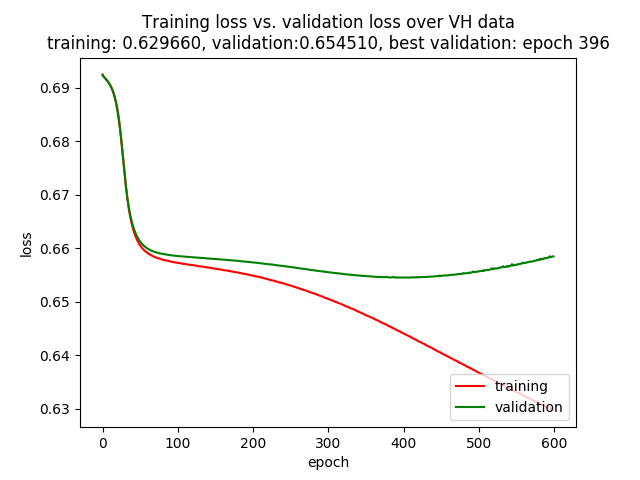 Training loss vs. validation loss over VH data
training: 0.629660, validation:0.654510, best validation: epoch 396
0.69
0.68
0.67
0.66
0.65
0.64
0.63
loss
0
100
200
300
400
500
600
epoch
training
validation